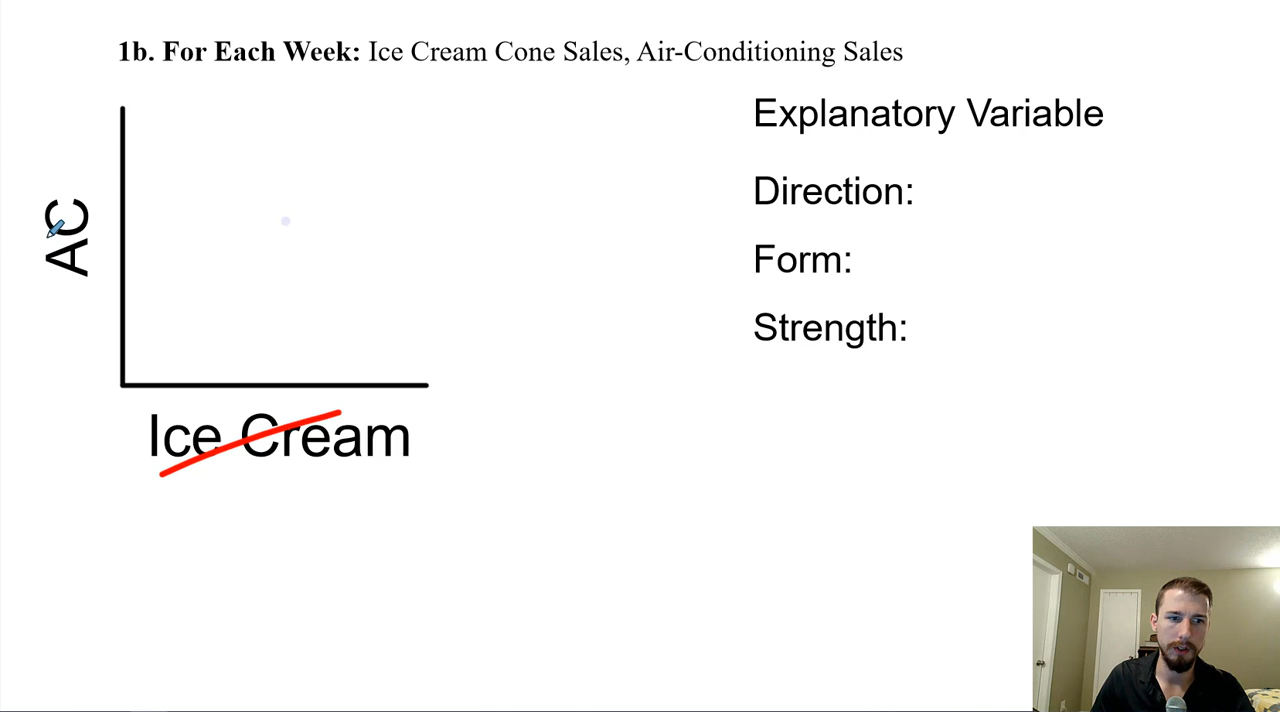 1b. For Each Week: Ice Cream Cone Sales, Air-Conditioning Sales
Explanatory Variable
Direction:
Form:
Strength:
AC
Ice Cream